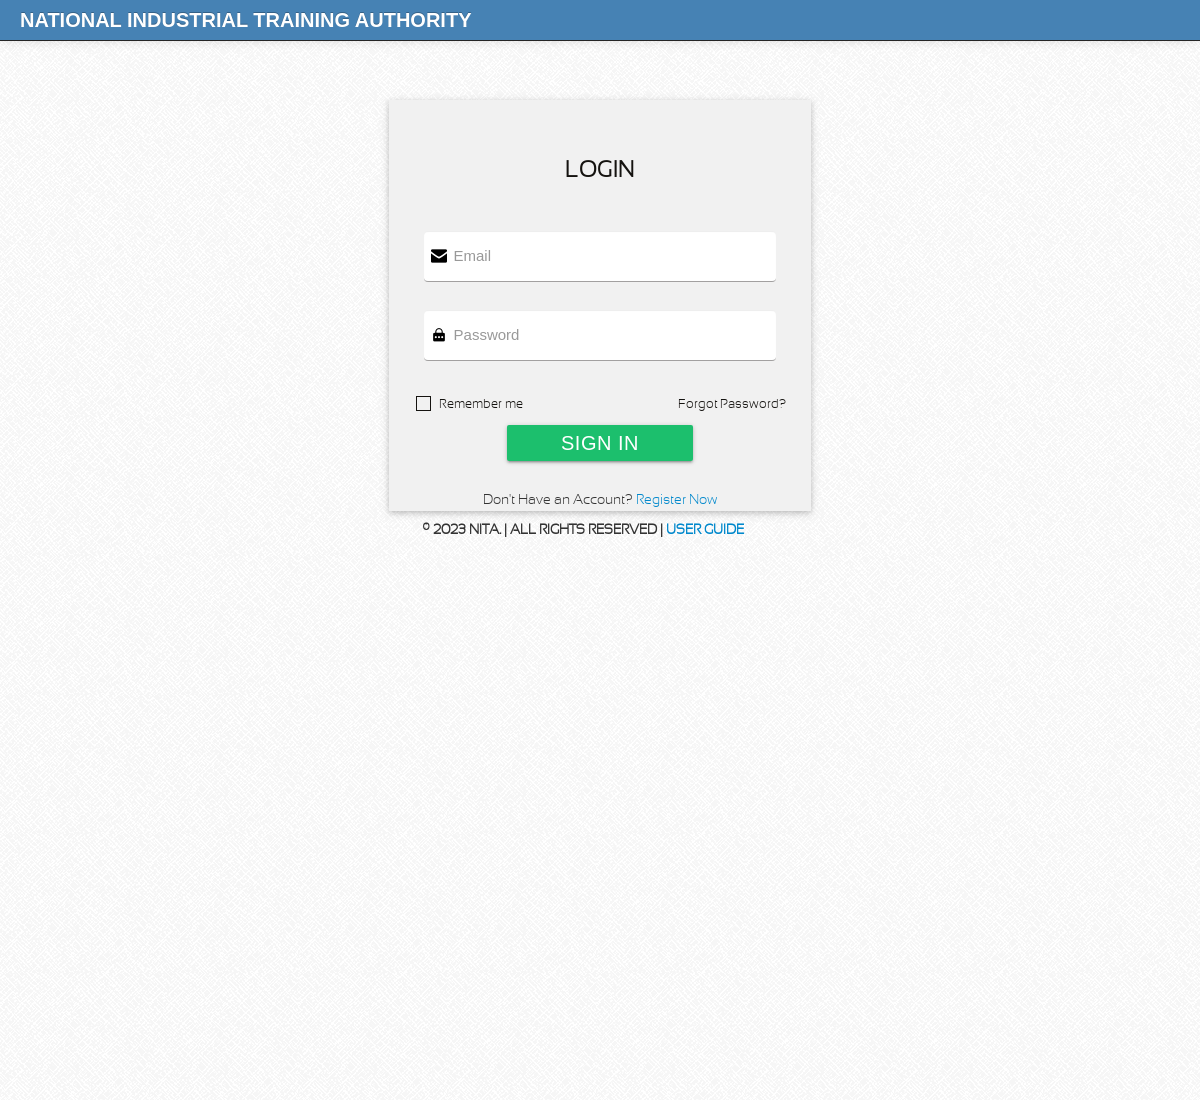 NATIONAL INDUSTRIAL TRAINING AUTHORITY
LOGIN
Email
Password
Remember me
Forgot Password?
SIGN IN
Don't Have an Account? Register Now
© 2023 NITA. | ALL RIGHTS RESERVED | USER GUIDE